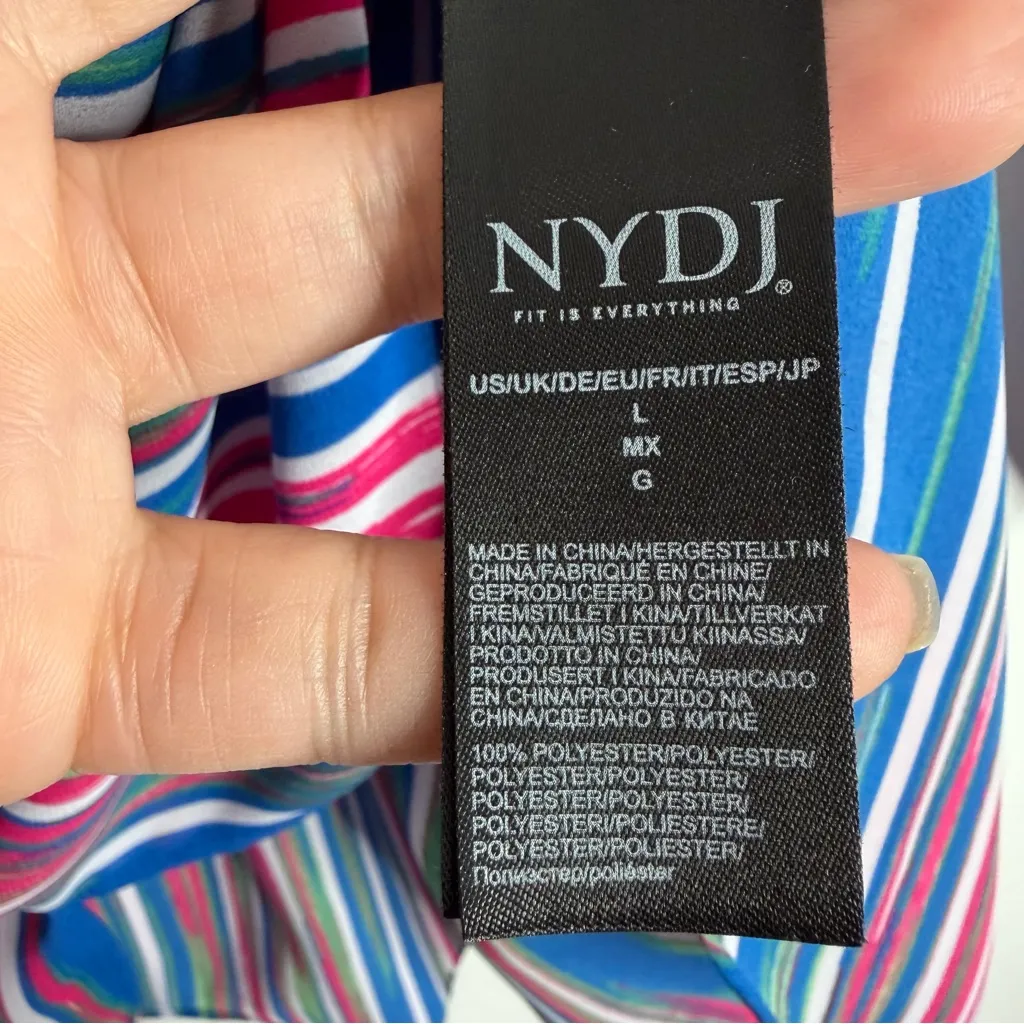 NYDJ®
FIT IS EVERYTHING
US/UK/DE/EU/FR/IT/ESP/JP
L
MX
G
MADE IN CHINA/HERGESTELLT IN
CHINA/FABRIQUÉ EN CHINE/
GEPRODUCEERD IN CHINA/
FREMSTILLET I KINA/TILLVERKAT
I KINA/VALMISTETTU KIINASSA/
PRODOTTO IN CHINA/
PRODUSERT I KINA/FABRICADO
EN CHINA/PRODUZIDO NA
CHINA/СДЕЛАНО В КИТАЕ
100% POLYESTER/POLYESTER/
POLYESTER/POLYESTER/
POLYESTER/POLYESTER/
POLYESTERI/POLIESTERE/
POLYESTER/POLIESTER/
Полиэстер/poliéster